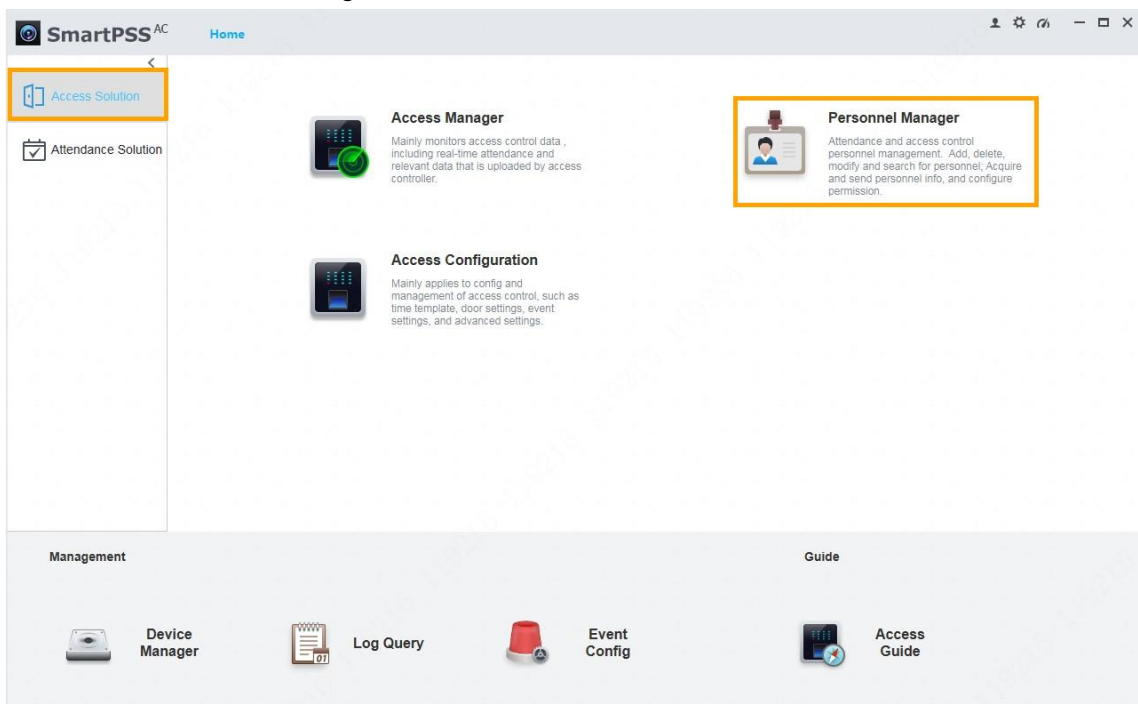 SmartPSS AC
Home
Access Solution
Attendance Solution
Access Manager
Mainly monitors access control data ,
including real-time attendance and
relevant data that is uploaded by access
controller.
Personnel Manager
Attendance and access control
personnel management. Add, delete,
modify and search for personnel; Acquire
and send personnel info, and configure
permission.
Access Configuration
Mainly applies to config and
management of access control, such as
time template, door settings, event
settings, and advanced settings.
Management
Guide
Device
Manager
01
Log Query
Event
Config
Access
Guide